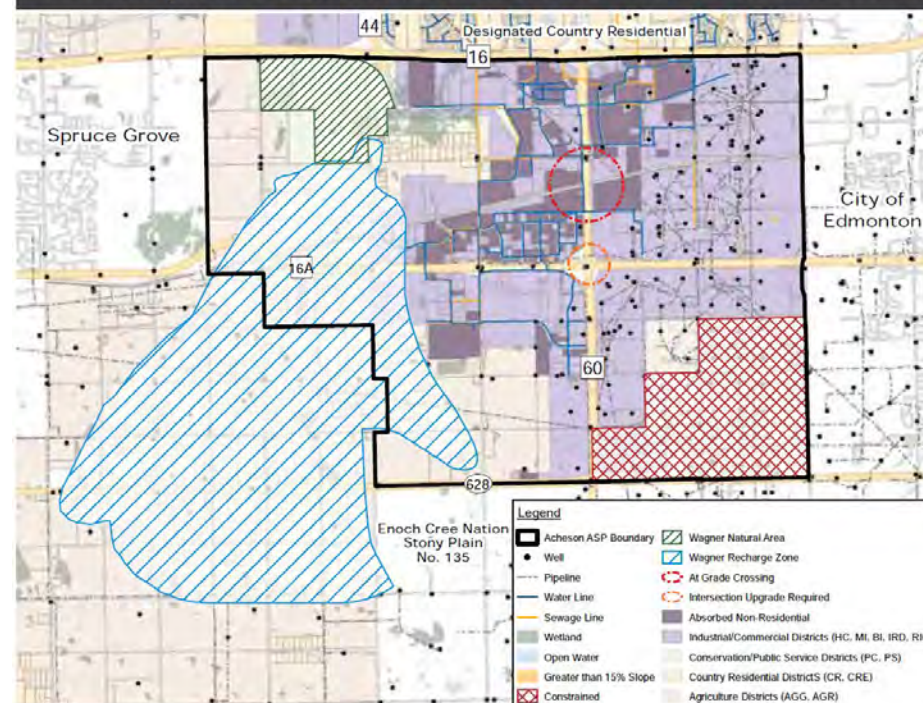 44
Designated Country Residential
16
Spruce Grove
City of
Edmonton
16A
60
628
Enoch Cree Nation
Stony Plain
No. 135
Legend
Acheson ASP Boundary
Well
Pipeline
Water Line
Sewage Line
Wetland
Open Water
Greater than 15% Slope
Constrained
Wagner Natural Area
Wagner Recharge Zone
At Grade Crossing
Intersection Upgrade Required
Absorbed Non-Residential
Industrial/Commercial Districts (HC, MI, BI, IRD, RI
Conservation/Public Service Districts (PC, PS)
Country Residential DistrictS (CR, CRE)
Agriculture Districts (AGG, AGR)